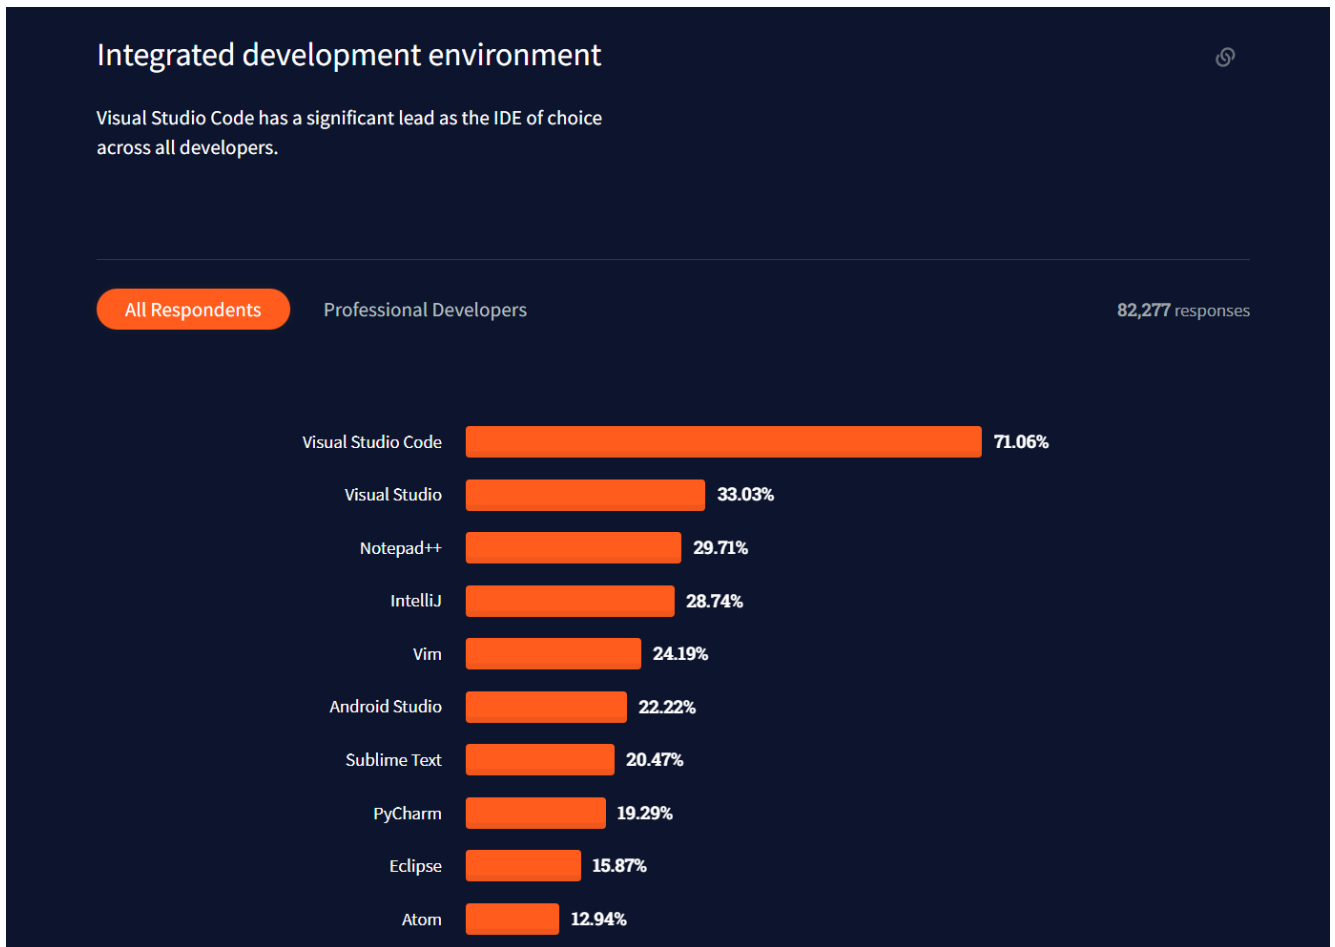 Integrated development environment
Visual Studio Code has a significant lead as the IDE of choice
across all developers.
All Respondents Professional Developers 82,277 responses
Visual Studio Code 71.06%
Visual Studio 33.03%
Notepad++ 29.71%
IntelliJ 28.74%
Vim 24.19%
Android Studio 22.22%
Sublime Text 20.47%
PyCharm 19.29%
Eclipse 15.87%
Atom 12.94%